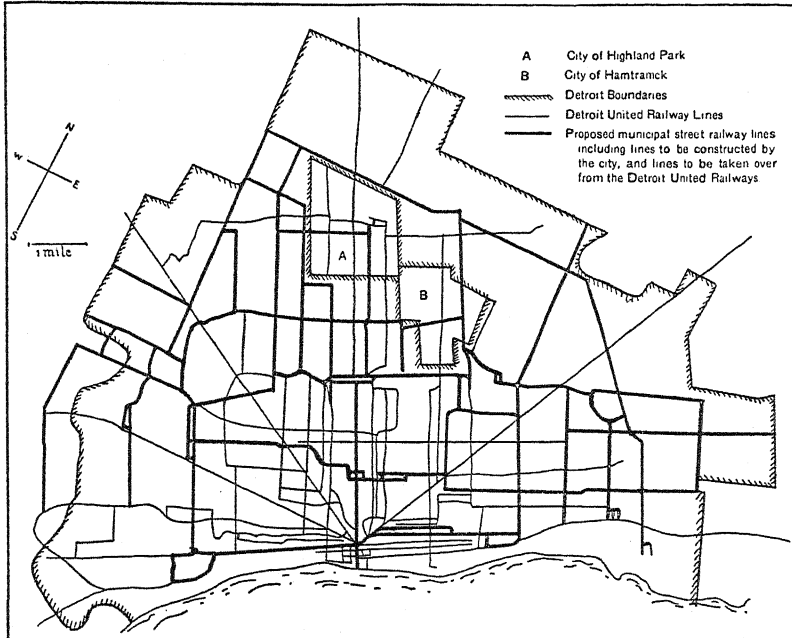 A City of Highland Park
B City of Hamtramck
Detroit Boundaries
Detroit United Railway Lines
Proposed municipal street railway lines
including lines to be constructed by
the city, and lines to be taken over
from the Detroit United Railways
N
W
E
S
1 mile
A
B